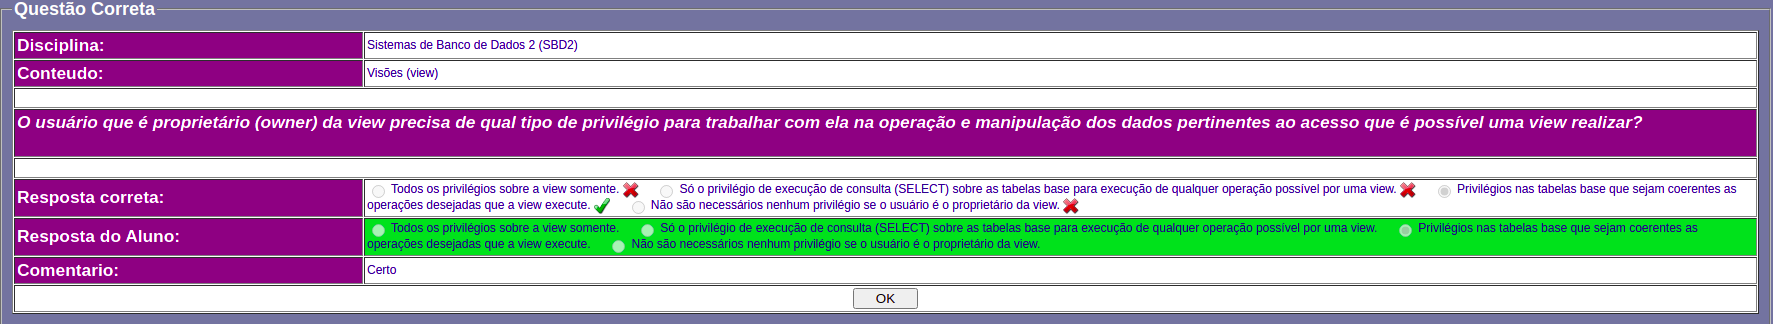 Questão Correta
Disciplina: Sistemas de Banco de Dados 2 (SBD2)
Conteudo: Visões (view)
O usuário que é proprietário (owner) da view precisa de qual tipo de privilégio para trabalhar com ela na operação e manipulação dos dados pertinentes ao acesso que é possível uma view realizar?
Resposta correta: Todos os privilégios sobre a view somente. Só o privilégio de execução de consulta (SELECT) sobre as tabelas base para execução de qualquer operação possível por uma view. Privilégios nas tabelas base que sejam coerentes as
operações desejadas que a view execute. Não são necessários nenhum privilégio se o usuário é o proprietário da view.
Resposta do Aluno: Todos os privilégios sobre a view somente. Só o privilégio de execução de consulta (SELECT) sobre as tabelas base para execução de qualquer operação possível por uma view. Privilégios nas tabelas base que sejam coerentes as
operações desejadas que a view execute. Não são necessários nenhum privilégio se o usuário é o proprietário da view.
Comentario: Certo
OK